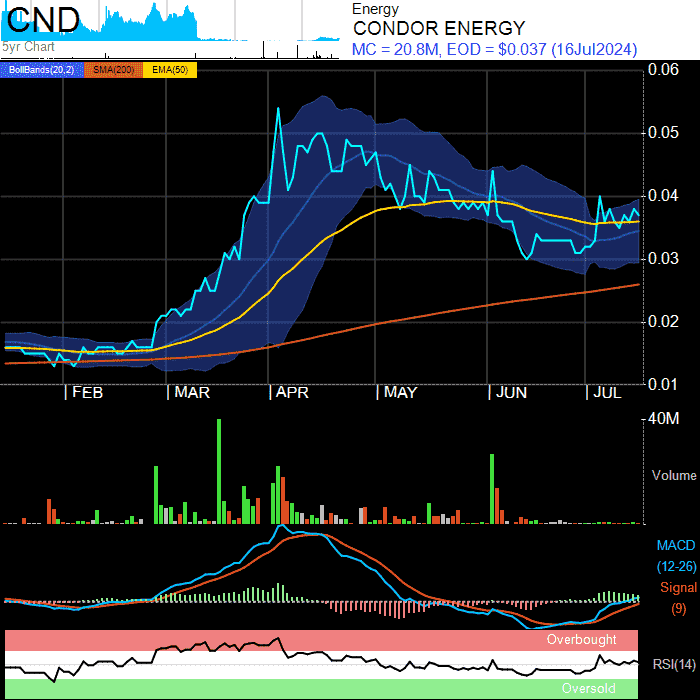 CND
5yr Chart
Energy
CONDOR ENERGY
MC = 20.8M, EOD = $0.037 (16Jul2024)
BollBands(20,2) SMA(200) EMA(50)
0.06
0.05
0.04
0.03
0.02
0.01
FEB MAR APR MAY JUN JUL
40M
Volume
MACD
(12-26)
Signal
(9)
Overbought
RSI(14)
Oversold